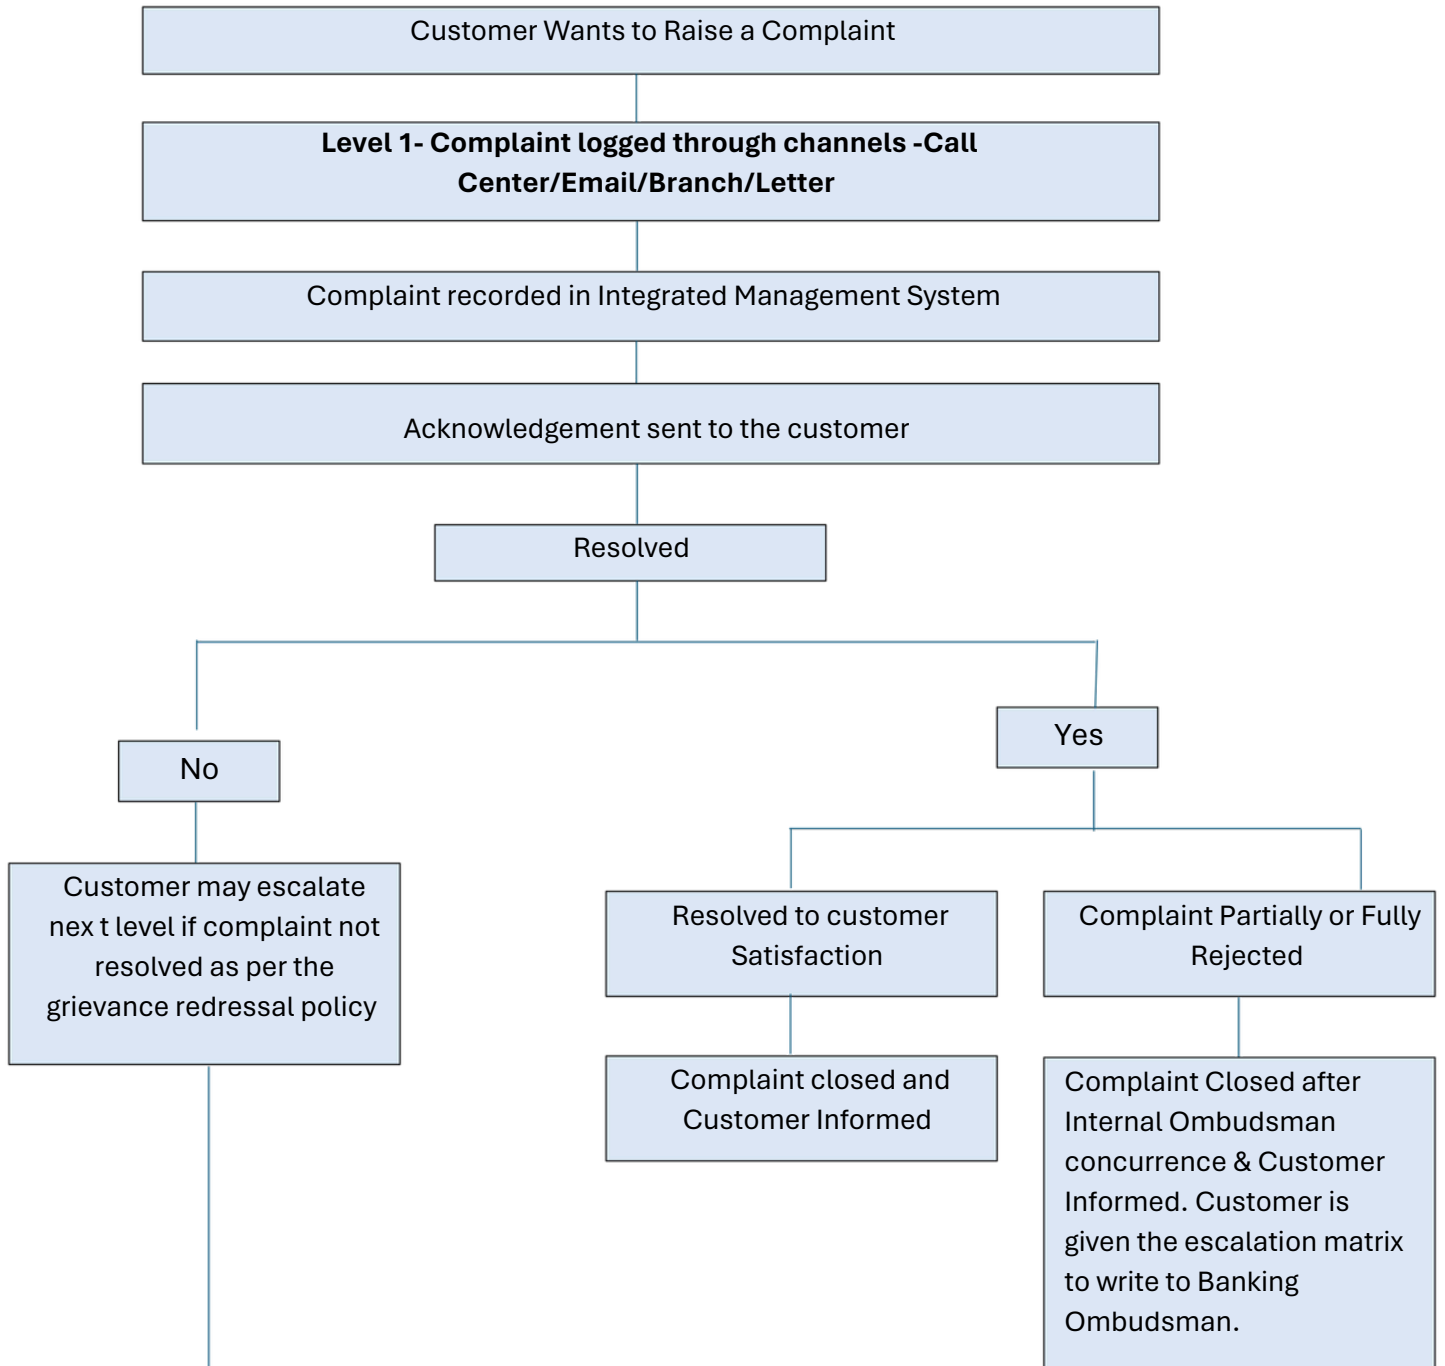 Customer Wants to Raise a Complaint
Level 1- Complaint logged through channels -Call
Center/Email/Branch/Letter
Complaint recorded in Integrated Management System
Acknowledgement sent to the customer
Resolved
No
Yes
Customer may escalate
nex t level if complaint not
resolved as per the
grievance redressal policy
Resolved to customer
Satisfaction
Complaint Partially or Fully
Rejected
Complaint closed and
Customer Informed
Complaint Closed after
Internal Ombudsman
concurrence & Customer
Informed. Customer is
given the escalation matrix
to write to Banking
Ombudsman.